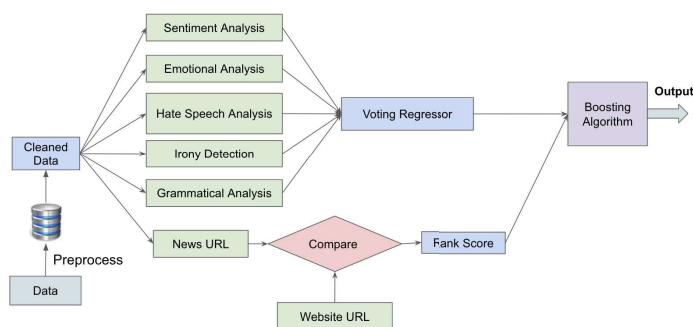 Sentiment Analysis
Emotional Analysis
Hate Speech Analysis
Irony Detection
Grammatical Analysis
News URL
Cleaned
Data
Preprocess
Data
Voting Regressor
Compare
Website URL
Fank Score
Boosting
Algorithm
Output